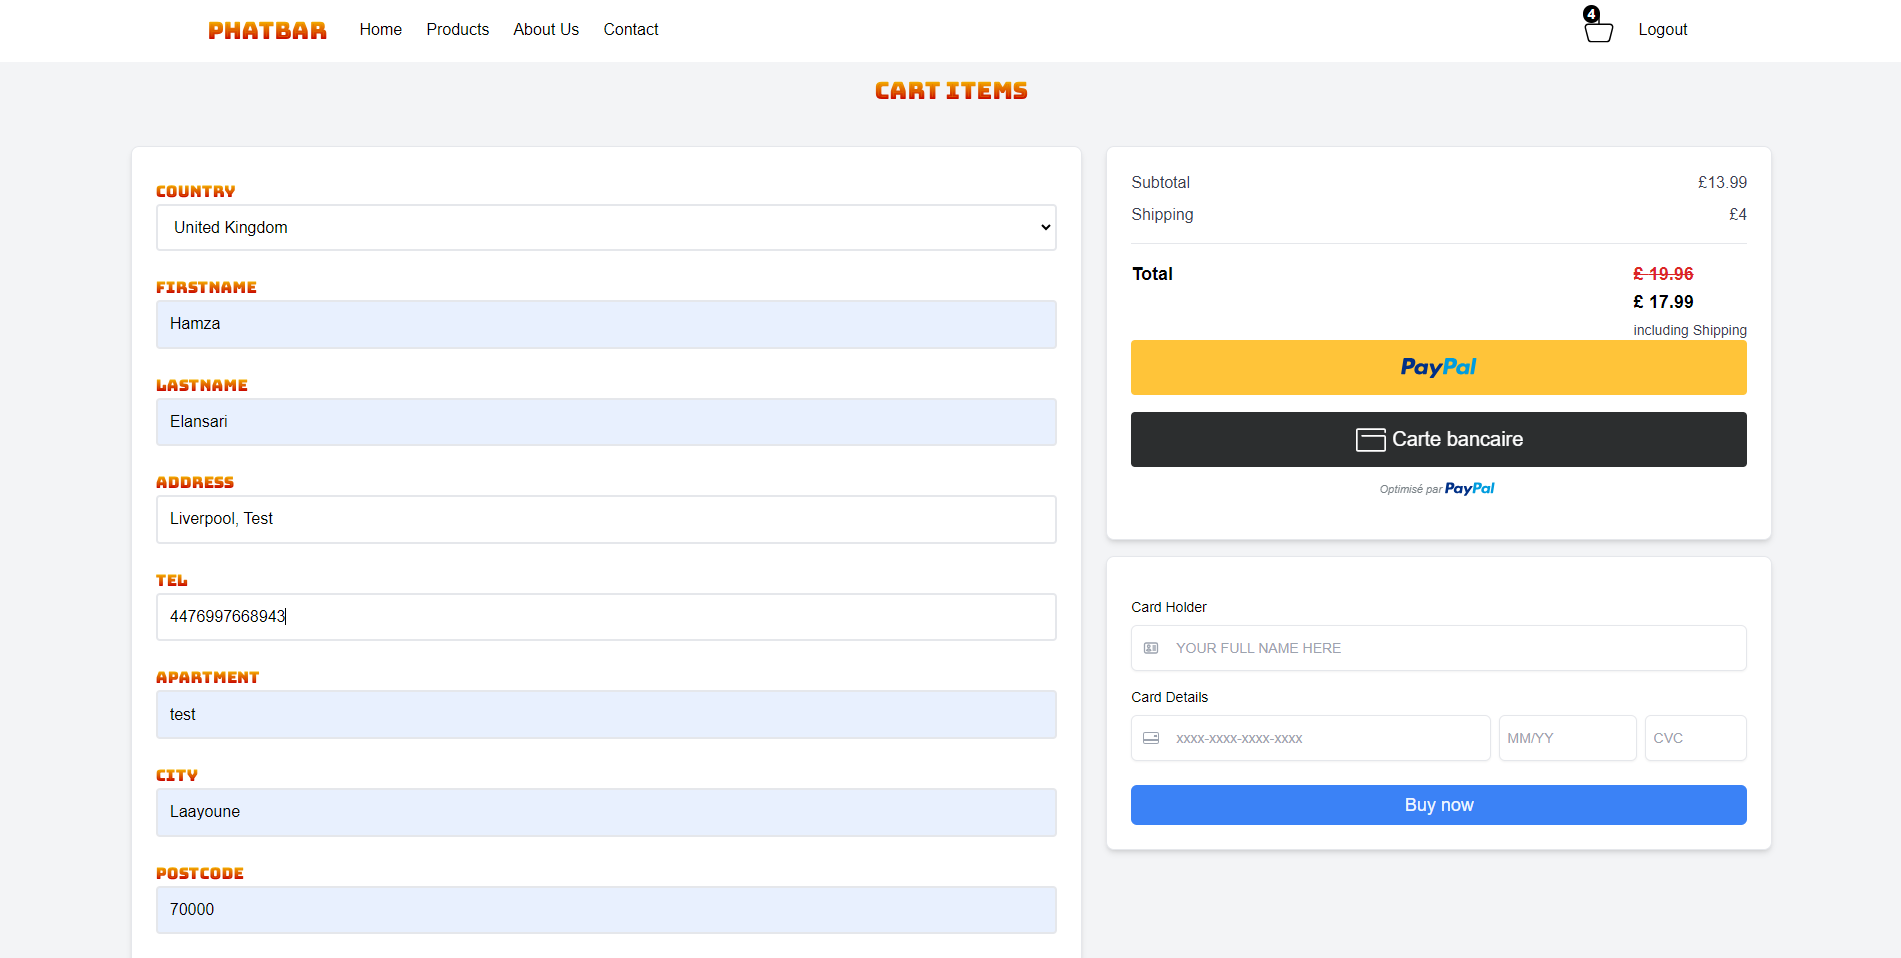 PHATBAR Home Products About Us Contact 4 Logout
CART ITEMS
COUNTRY
United Kingdom
FIRSTNAME
Hamza
LASTNAME
Elansari
ADDRESS
Liverpool, Test
TEL
4476997668943
APARTMENT
test
CITY
Laayoune
POSTCODE
70000
Subtotal £13.99
Shipping £4
Total £ 19.96
£ 17.99
including Shipping
PayPal
Carte bancaire
Optimisé par PayPal
Card Holder
YOUR FULL NAME HERE
Card Details
xxxx-xxxx-xxxx-xxxx MM/YY CVC
Buy now